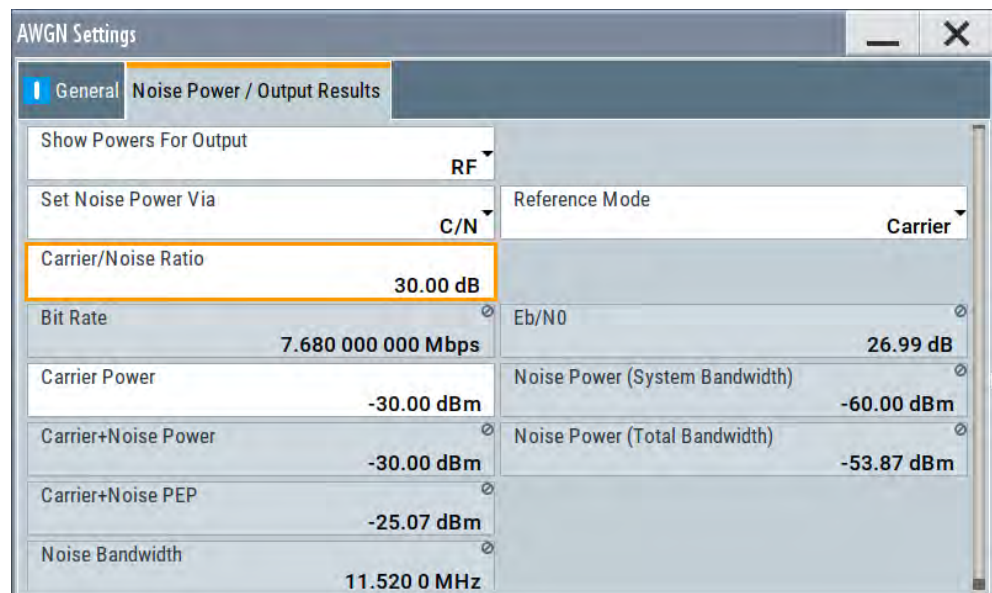 AWGN Settings
General Noise Power / Output Results
Show Powers For Output
RF
Set Noise Power Via
C/N
Reference Mode
Carrier
Carrier/Noise Ratio
30.00 dB
Bit Rate
7.680 000 000 Mbps
Eb/N0
26.99 dB
Carrier Power
-30.00 dBm
Noise Power (System Bandwidth)
-60.00 dBm
Carrier+Noise Power
-30.00 dBm
Noise Power (Total Bandwidth)
-53.87 dBm
Carrier+Noise PEP
-25.07 dBm
Noise Bandwidth
11.520 0 MHz